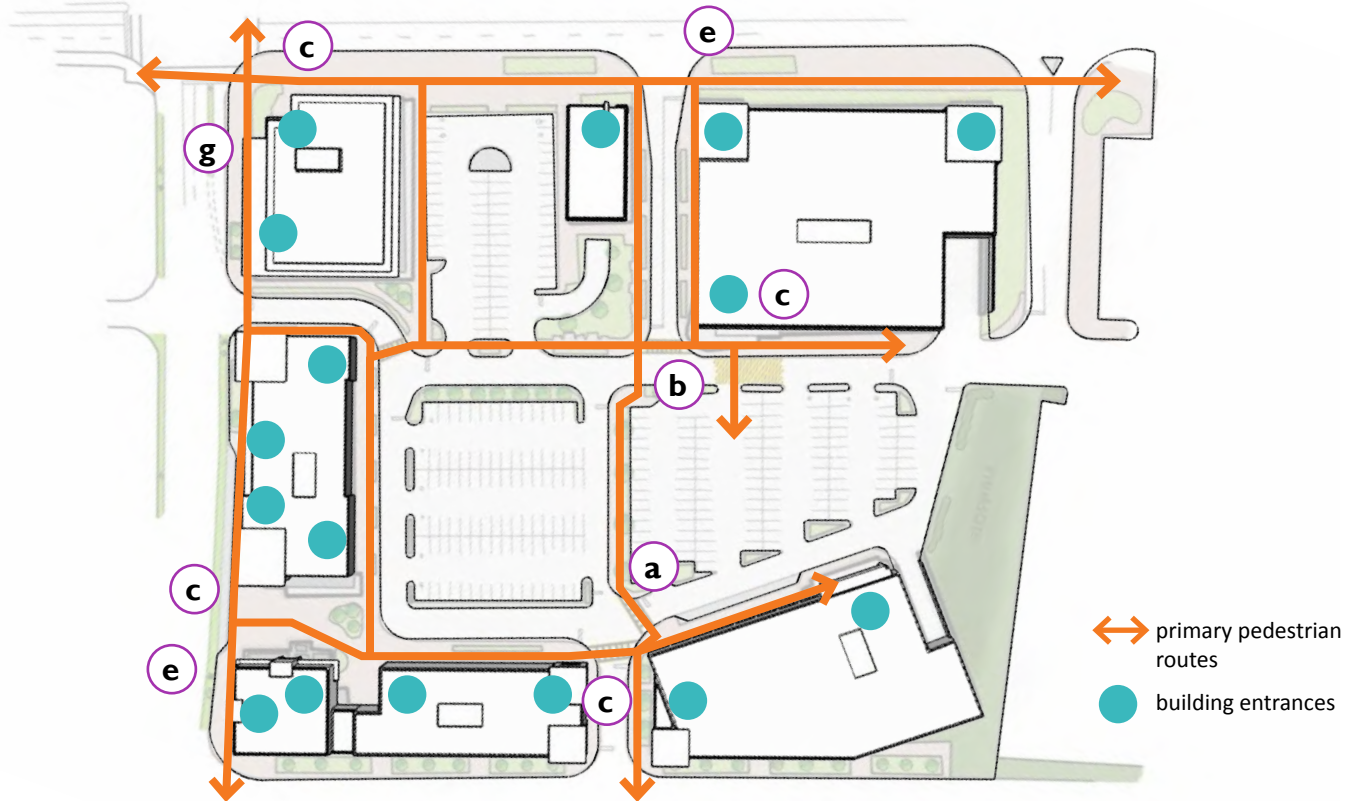 c
e
g
c
b
a
c
primary pedestrian
routes
e
c
building entrances